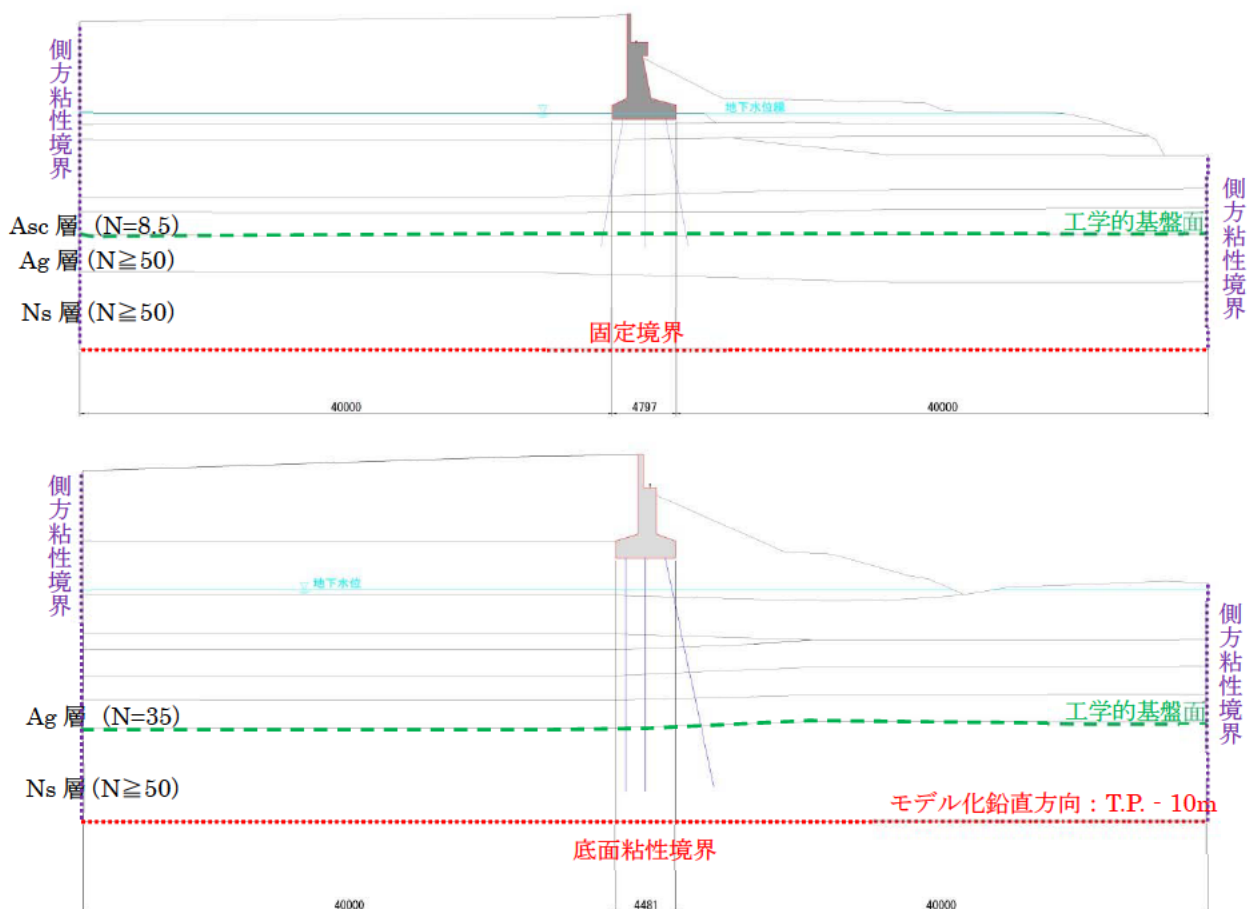 側方粘性境界
地下水位線
側方粘性境界
Asc 層 (N=8.5)
工学的基盤面
Ag 層 (N≧50)
Ns 層 (N≧50)
固定境界
40000
4797
40000
側方粘性境界
地下水位
側方粘性境界
Ag 層 (N=35)
工学的基盤面
Ns 層 (N≧50)
モデル化鉛直方向：T.P. - 10m
底面粘性境界
40000
4481
40000